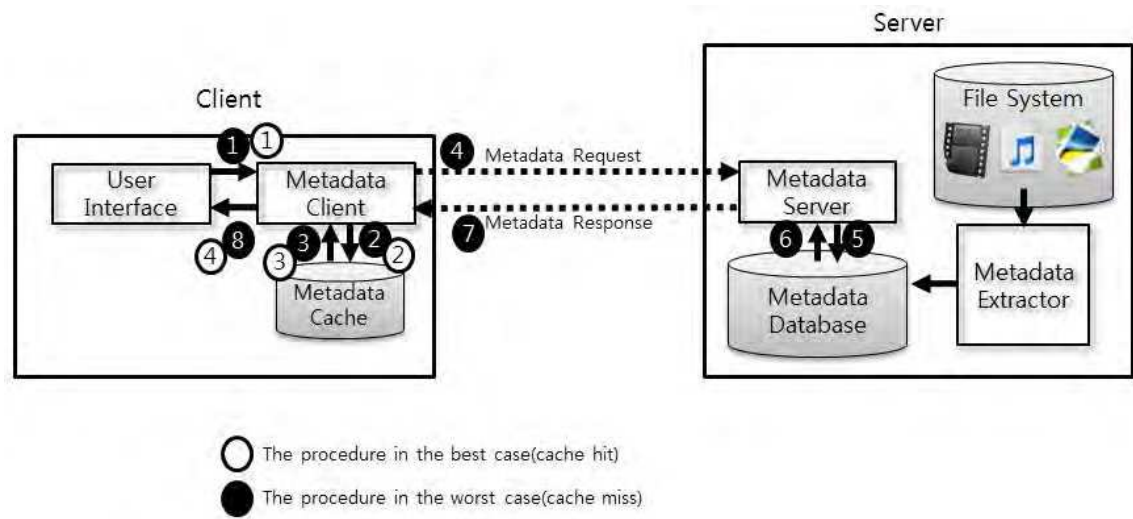 Server
Client
File System
1 1
4 Metadata Request
User
Interface
Metadata
Client
Metadata
Server
7 Metadata Response
4 8
3 3 2 2
6 5
Metadata
Cache
Metadata
Database
Metadata
Extractor
The procedure in the best case(cache hit)
The procedure in the worst case(cache miss)